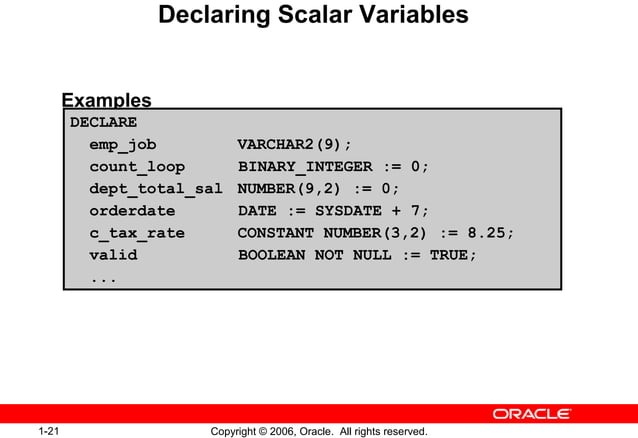 Declaring Scalar Variables
Examples
DECLARE
emp_job VARCHAR2(9);
count_loop BINARY_INTEGER := 0;
dept_total_sal NUMBER(9,2) := 0;
orderdate DATE := SYSDATE + 7;
c_tax_rate CONSTANT NUMBER(3,2) := 8.25;
valid BOOLEAN NOT NULL := TRUE;
...
ORACLE
1-21 Copyright © 2006, Oracle. All rights reserved.